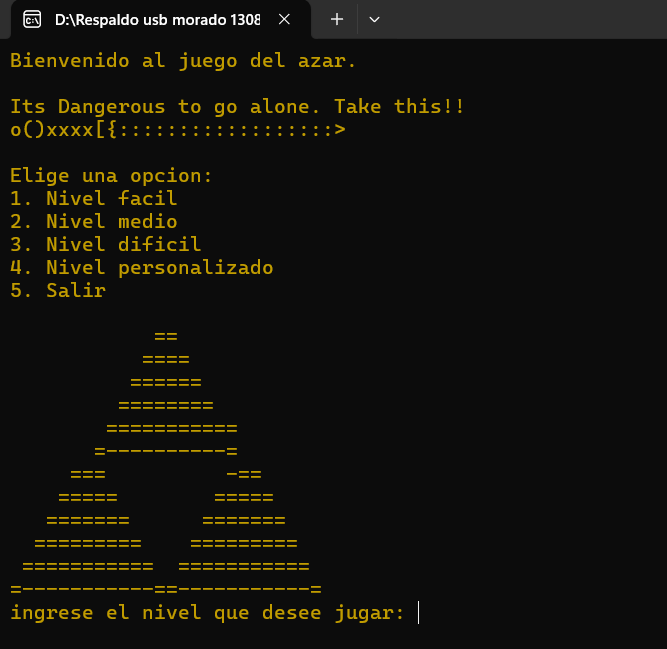 D:\Respaldo usb morado 1308
Bienvenido al juego del azar.
Its Dangerous to go alone. Take this!!
o()xxxx[{::::::::::::::::::>
Elige una opcion:
1. Nivel facil
2. Nivel medio
3. Nivel dificil
4. Nivel personalizado
5. Salir
            ==
           ====
          ======
         ========
        ===========
       =----------=
     ===          -==
    =====        =====
   =======      =======
  =========    =========
 ===========  ===========
=-----------==-----------=
ingrese el nivel que desee jugar: